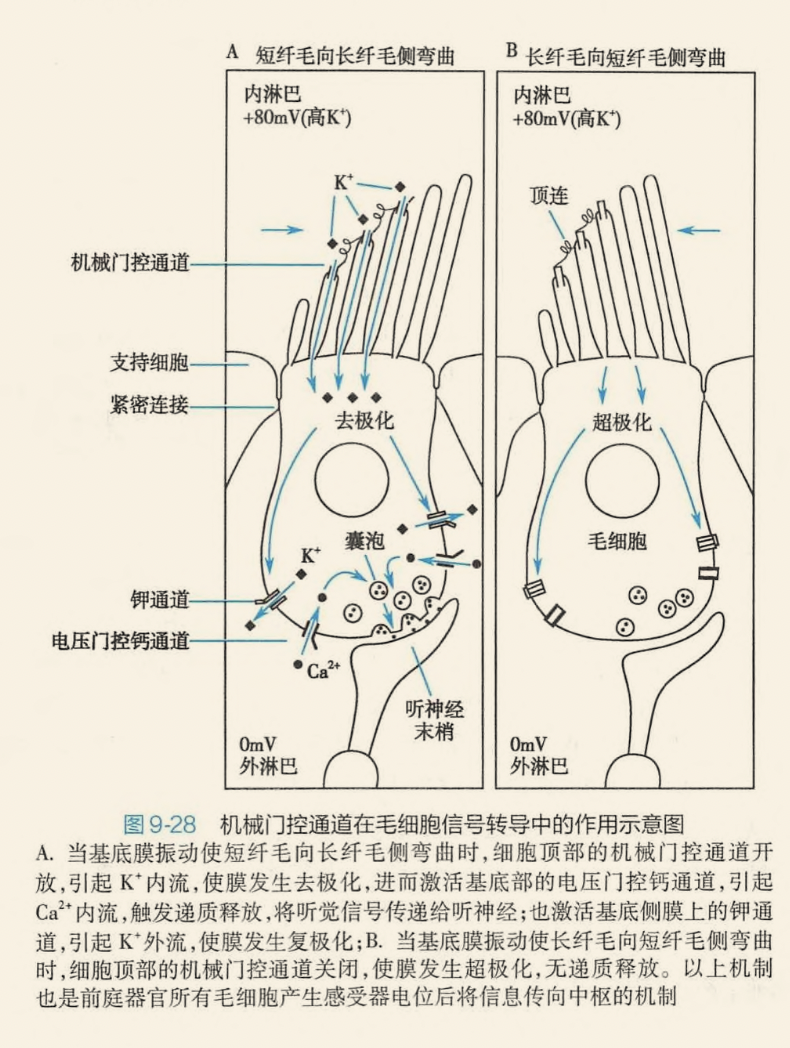 A 短纤毛向长纤毛侧弯曲
内淋巴
+80mV(高K⁺)
K⁺
机械门控通道
支持细胞
紧密连接
去极化
囊泡
K⁺
钾通道
电压门控钙通道
Ca²⁺
听神经
末梢
0mV
外淋巴
B 长纤毛向短纤毛侧弯曲
内淋巴
+80mV(高K⁺)
顶连
超极化
毛细胞
0mV
外淋巴
图9-28 机械门控通道在毛细胞信号转导中的作用示意图
A. 当基底膜振动使短纤毛向长纤毛侧弯曲时,细胞顶部的机械门控通道开
放,引起 K⁺内流,使膜发生去极化,进而激活基底部的电压门控钙通道,引起
Ca²⁺内流,触发递质释放,将听觉信号传递给听神经;也激活基底侧膜上的钾通
道,引起 K⁺外流,使膜发生复极化;B. 当基底膜振动使长纤毛向短纤毛侧弯曲
时,细胞顶部的机械门控通道关闭,使膜发生超极化,无递质释放。以上机制
也是前庭器官所有毛细胞产生感受器电位后将信息传向中枢的机制